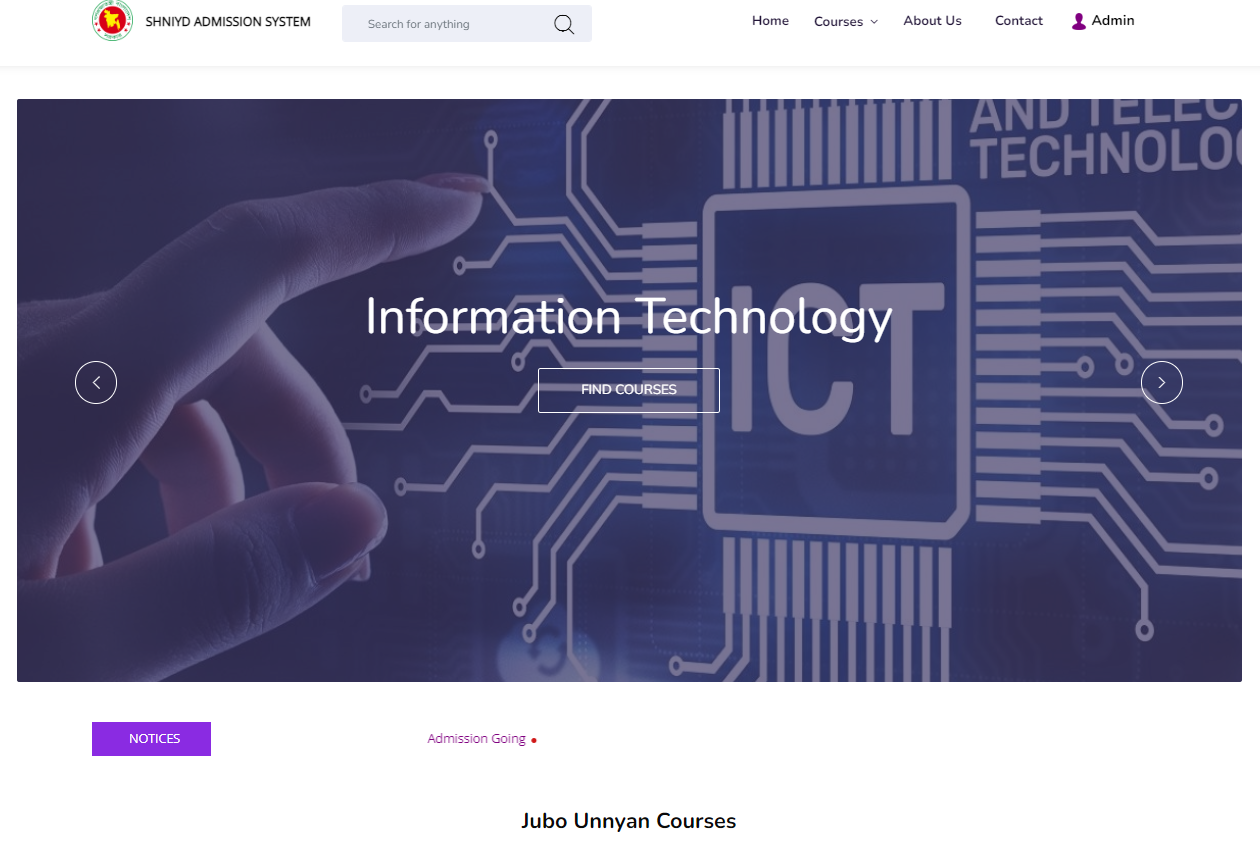 SHNIYD ADMISSION SYSTEM
Search for anything
Home
Courses
About Us
Contact
Admin
AND TELEC
TECHNOLO
Information Technology
ICT
FIND COURSES
NOTICES
Admission Going
Jubo Unnyan Courses